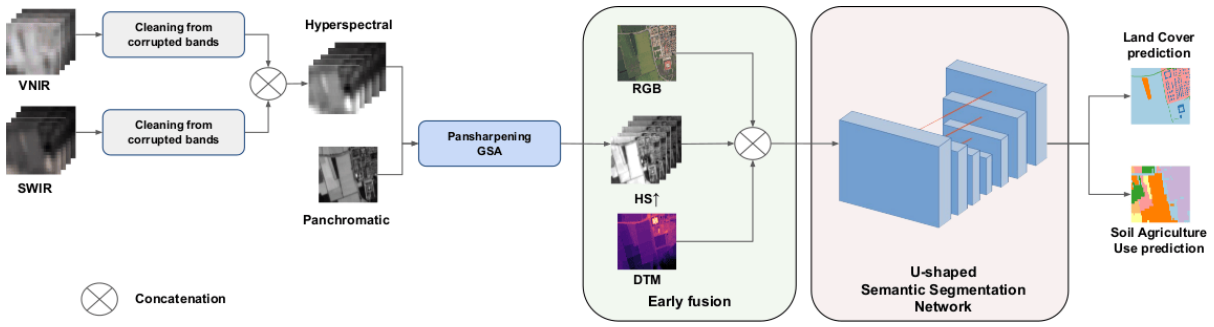 VNIR
Cleaning from
corrupted bands
SWIR
Cleaning from
corrupted bands
Hyperspectral
Panchromatic
Pansharpening
GSA
RGB
HS↑
DTM
Early fusion
U-shaped
Semantic Segmentation
Network
Land Cover
prediction
Soil Agriculture
Use prediction
Concatenation